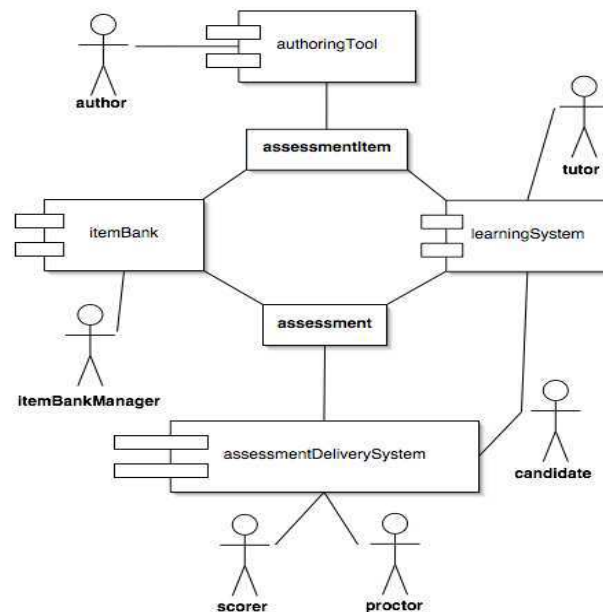 authoringTool
author
assessmentItem
tutor
itemBank
learningSystem
assessment
itemBankManager
assessmentDeliverySystem
candidate
scorer
proctor